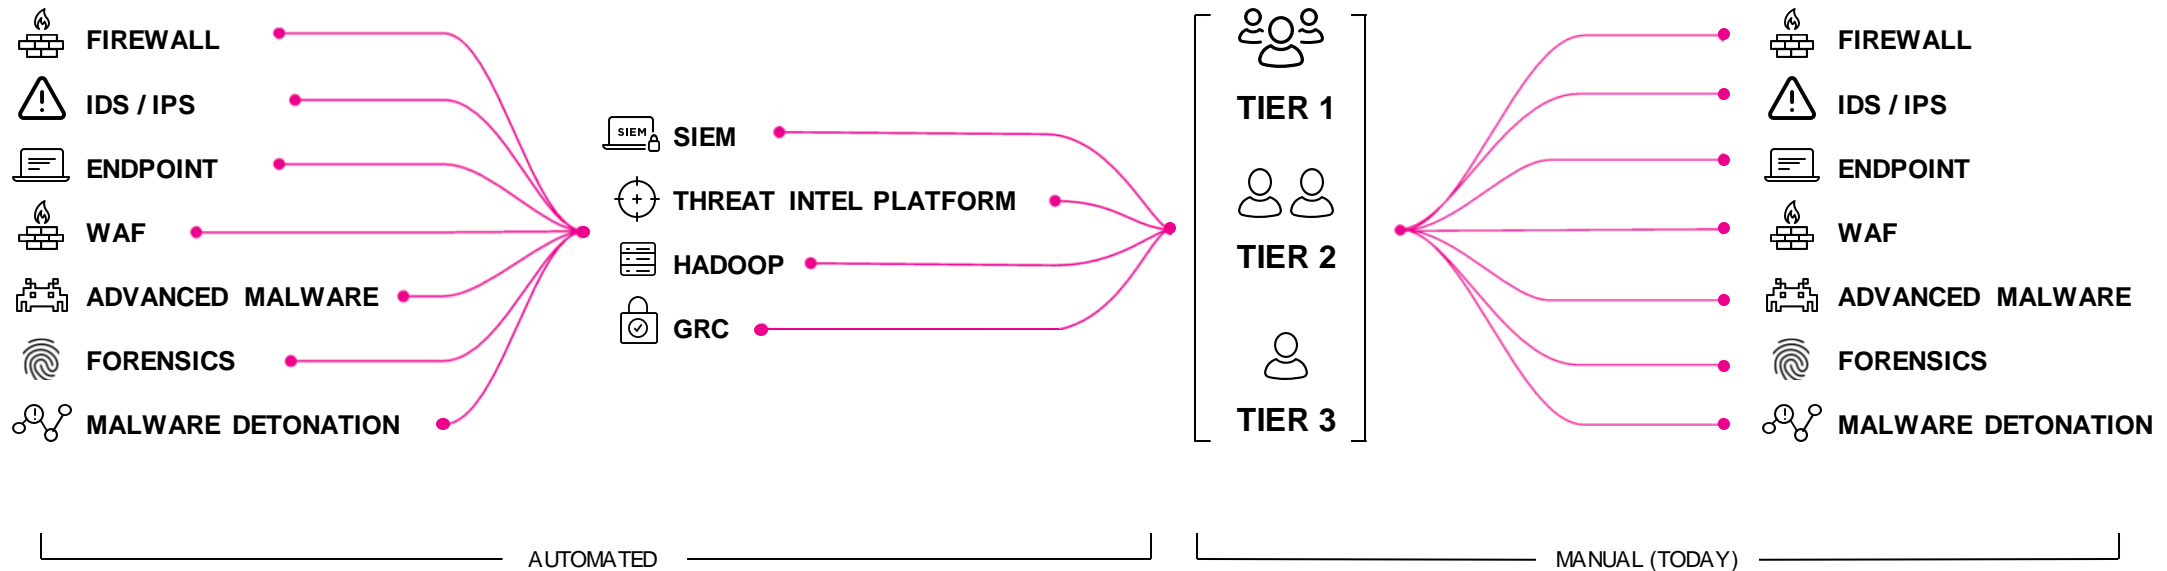 FIREWALL
IDS / IPS
ENDPOINT
WAF
ADVANCED MALWARE
FORENSICS
MALWARE DETONATION
SIEM
SIEM
THREAT INTEL PLATFORM
HADOOP
GRC
TIER 1
TIER 2
TIER 3
FIREWALL
IDS / IPS
ENDPOINT
WAF
ADVANCED MALWARE
FORENSICS
MALWARE DETONATION
AUTOMATED
MANUAL (TODAY)